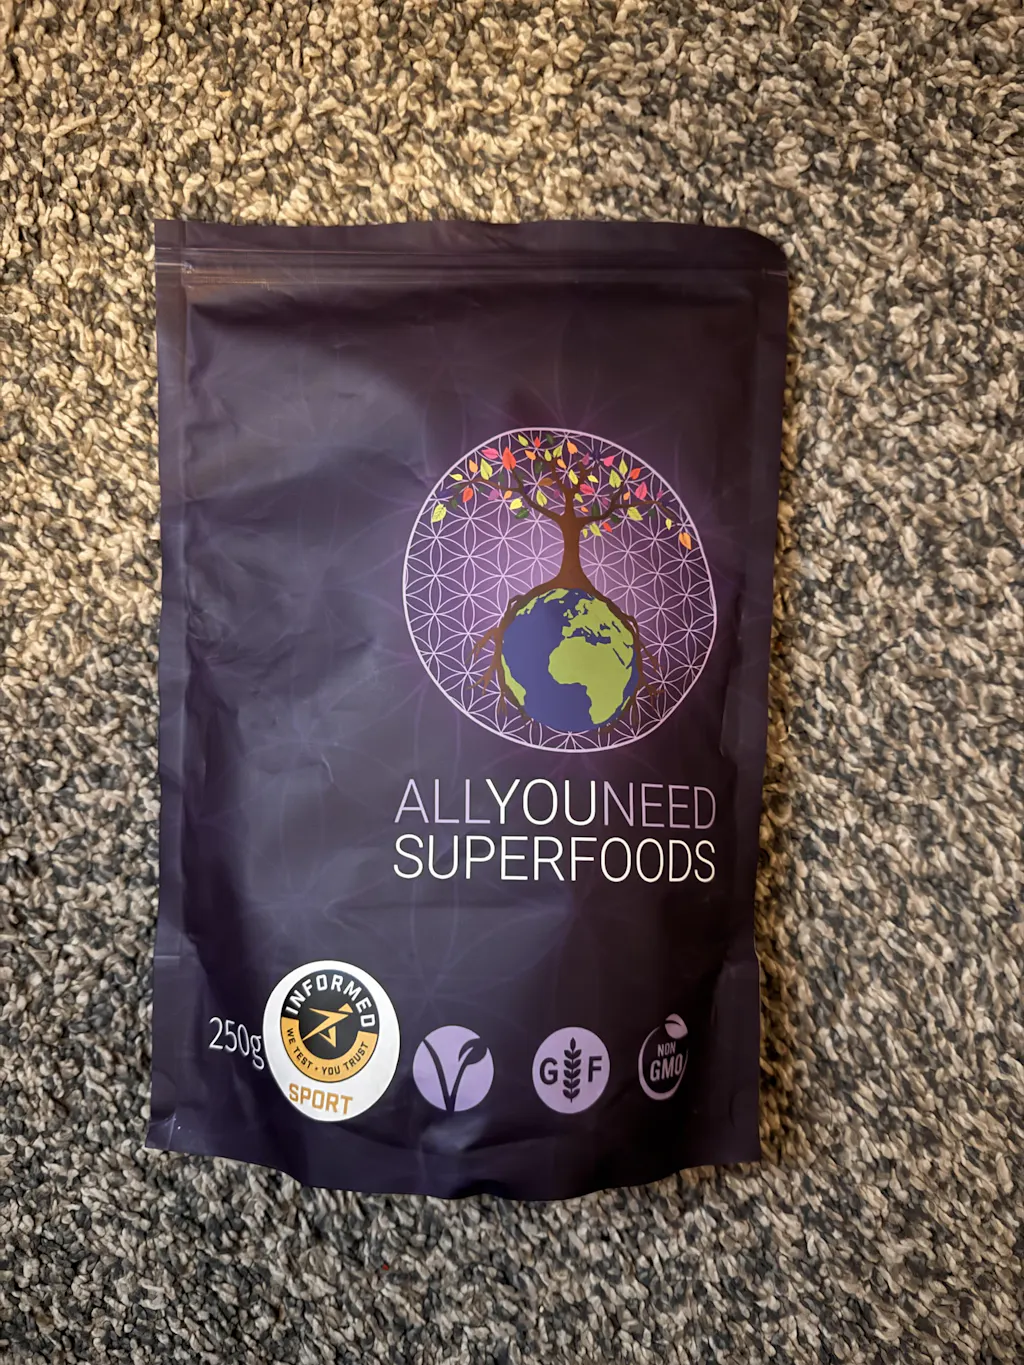 ALLYOUNEED
SUPERFOODS
250g
INFORMED
WE TEST • YOU TRUST
SPORT
G F
NON
GMO